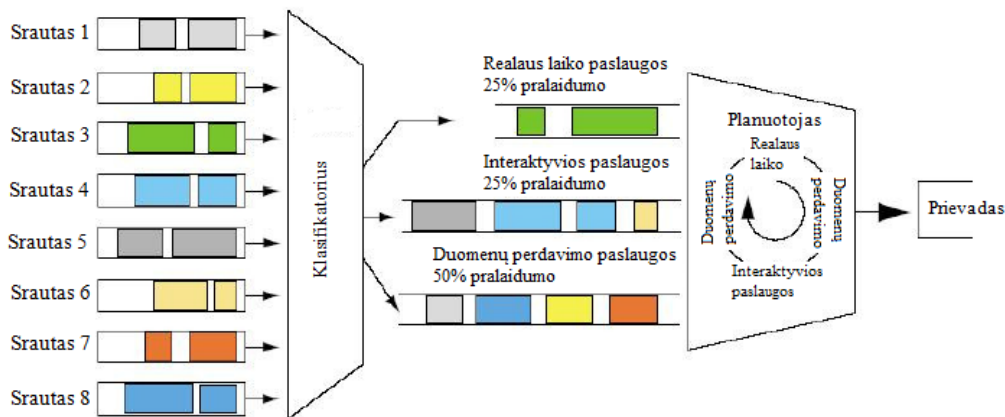 Srautas 1
Srautas 2
Srautas 3
Srautas 4
Srautas 5
Srautas 6
Srautas 7
Srautas 8
Klasifikatorius
Realaus laiko paslaugos
25% pralaidumo
Interaktyvios paslaugos
25% pralaidumo
Duomenų perdavimo paslaugos
50% pralaidumo
Planuotojas
Realaus
laiko
Duomenų
perdavimo
Duomenų
perdavimo
Interaktyvios
paslaugos
Prievadas